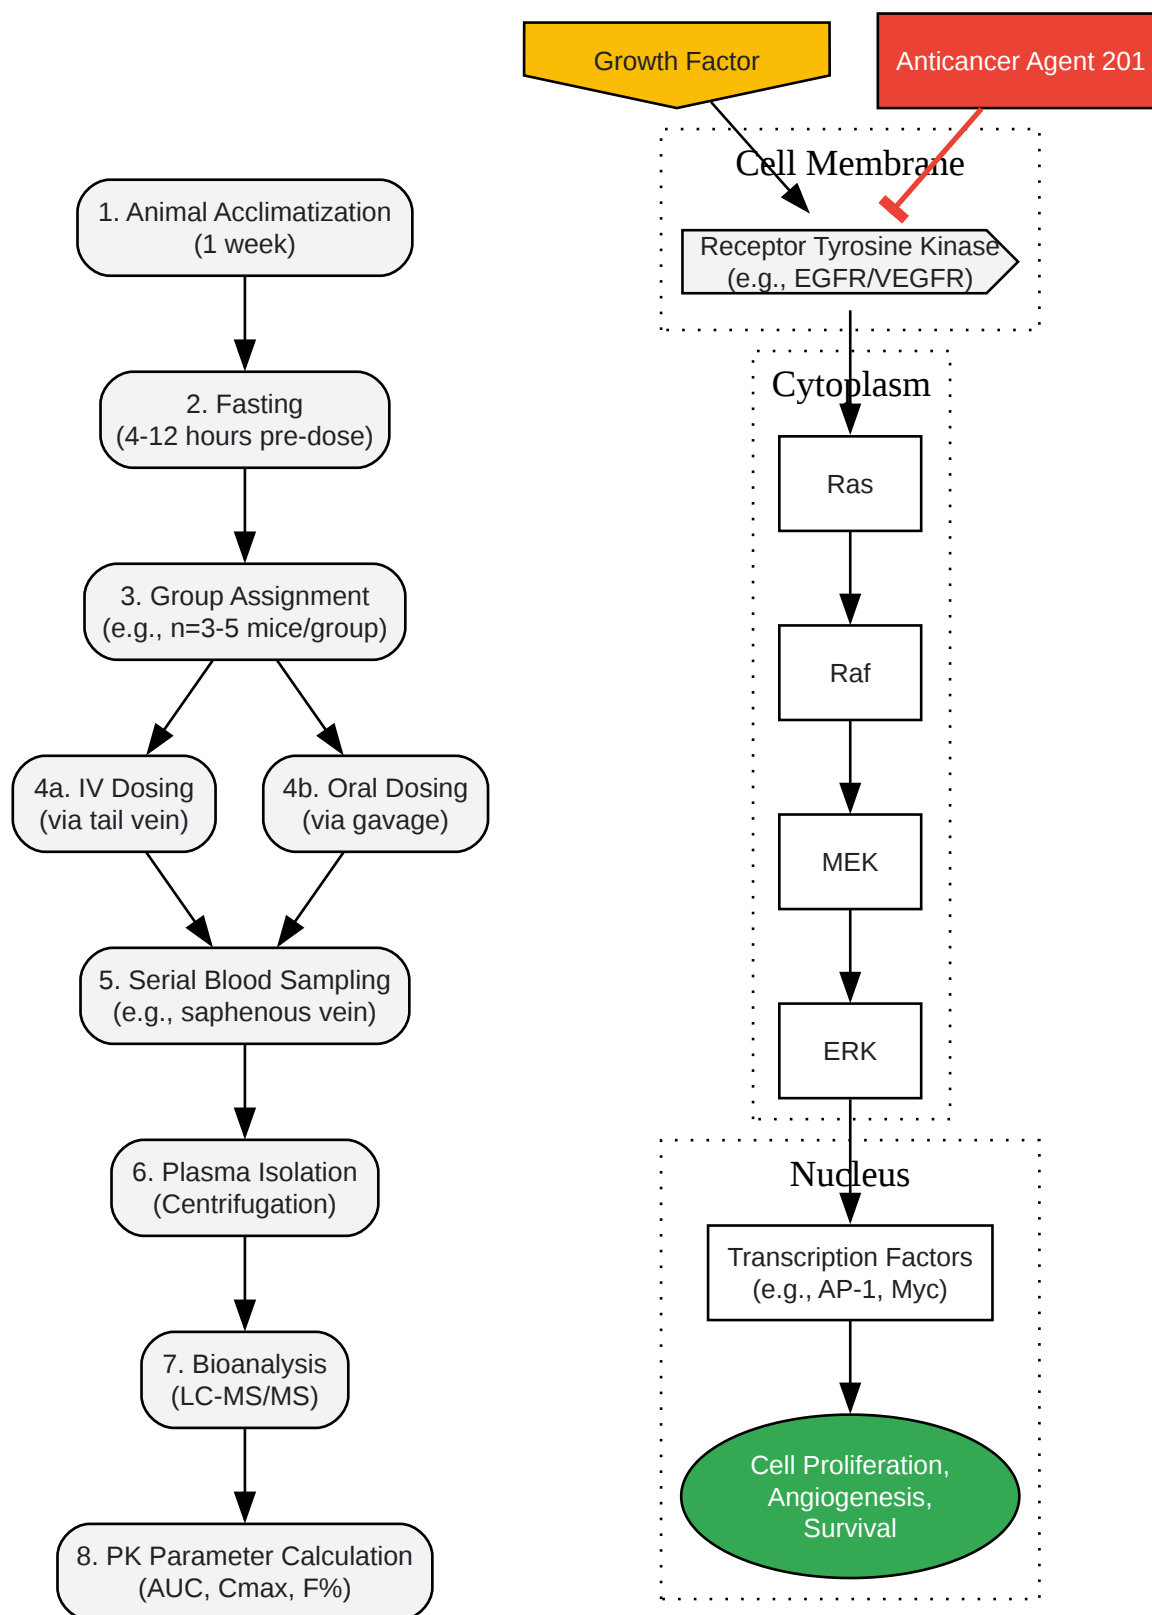 1. Animal Acclimatization
(1 week)
2. Fasting
(4-12 hours pre-dose)
3. Group Assignment
(e.g., n=3-5 mice/group)
4a. IV Dosing
(via tail vein)
4b. Oral Dosing
(via gavage)
5. Serial Blood Sampling
(e.g., saphenous vein)
6. Plasma Isolation
(Centrifugation)
7. Bioanalysis
(LC-MS/MS)
8. PK Parameter Calculation
(AUC, Cmax, F%)
Growth Factor
Anticancer Agent 201
Cell Membrane
Receptor Tyrosine Kinase
(e.g., EGFR/VEGFR)
Cytoplasm
Ras
Raf
MEK
ERK
Nucleus
Transcription Factors
(e.g., AP-1, Myc)
Cell Proliferation,
Angiogenesis,
Survival